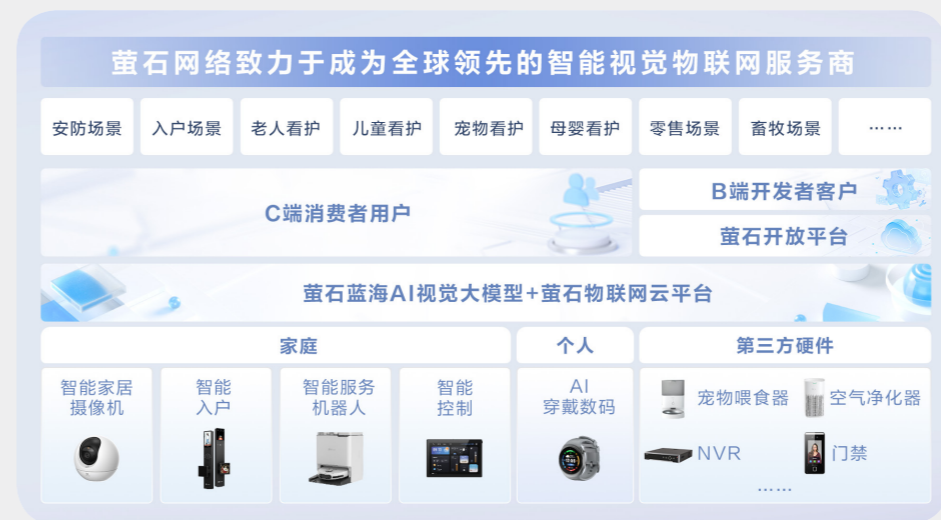 萤石网络致力于成为全球领先的智能视觉物联网服务商
安防场景 入户场景 老人看护 儿童看护 宠物看护 母婴看护 零售场景 畜牧场景 ……
C端消费者用户
B端开发者客户
萤石开放平台
萤石蓝海AI视觉大模型+萤石物联网云平台
家庭 个人 第三方硬件
智能家居
摄像机
智能
入户
智能服务
机器人
智能
控制
AI
穿戴数码
宠物喂食器 空气净化器
NVR 门禁
……